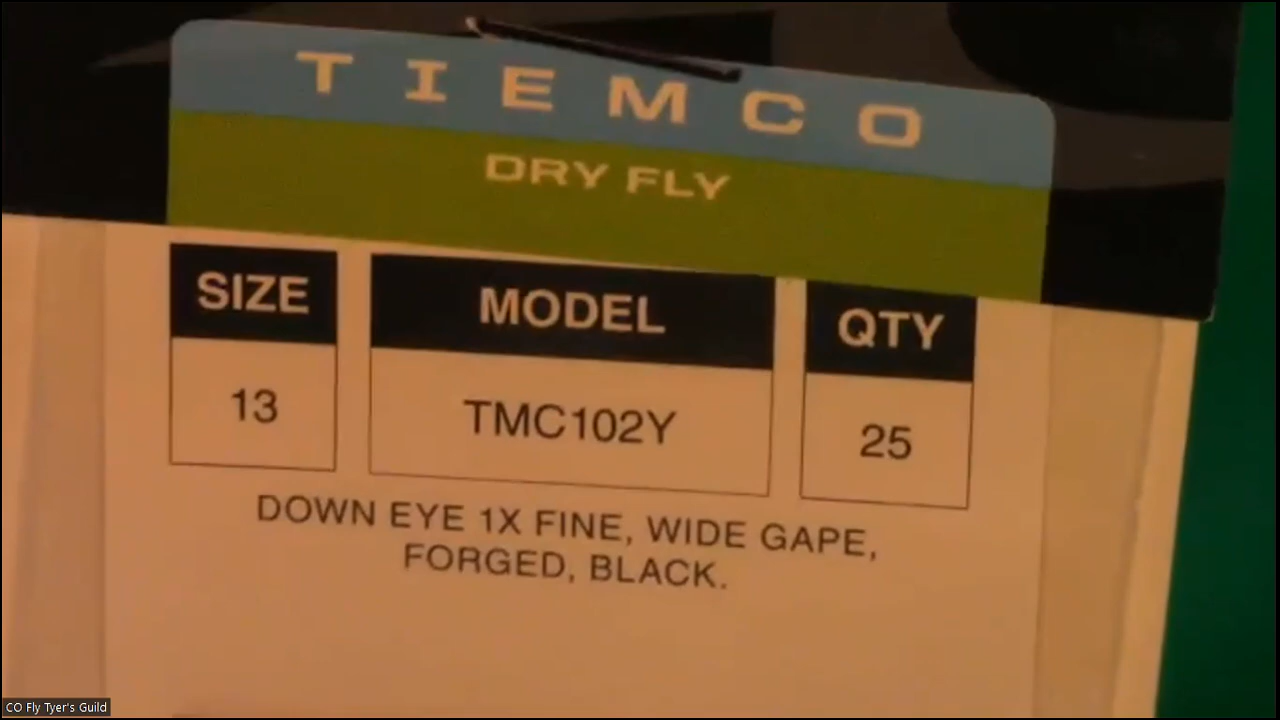 TIEMCO
DRY FLY
SIZE MODEL QTY
13 TMC102Y 25
DOWN EYE 1X FINE, WIDE GAPE,
FORGED, BLACK.
CO Fly Tyer's Guild